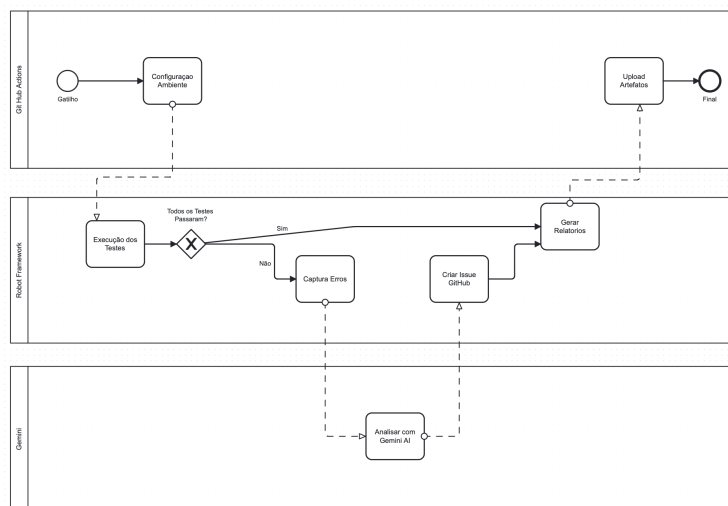 Git Hub Actions
Gatilho
Configuraçao
Ambiente
Upload
Artefatos
Final
Robot Framework
Execução dos
Testes
Todos os Testes
Passaram?
Sim
Não
Captura Erros
Criar Issue
GitHub
Gerar
Relatorios
Gemini
Analisar com
Gemini AI